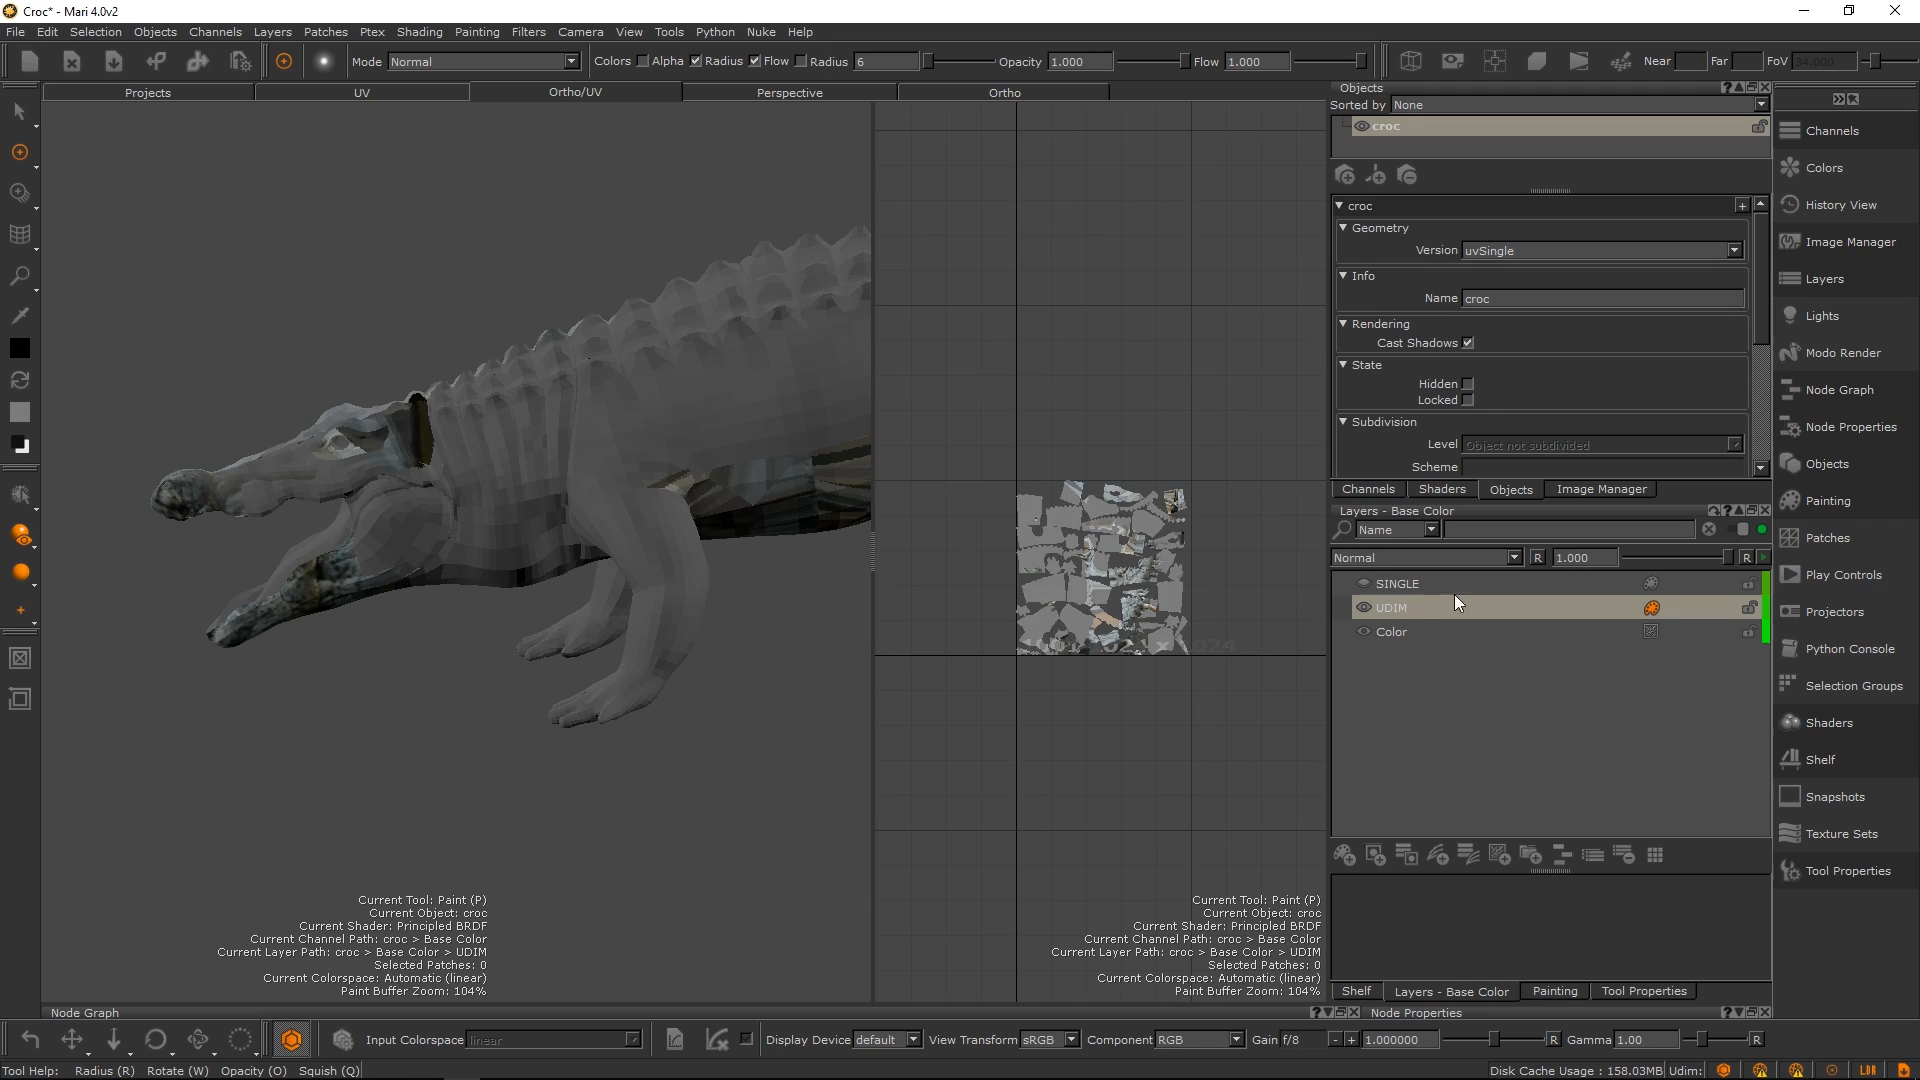 Croc* - Mari 4.0v2
File Edit Selection Objects Channels Layers Patches Ptex Shading Painting Filters Camera View Tools Python Nuke Help
Mode Normal Colors Alpha Radius Flow Radius 6 Opacity 1.000 Flow 1.000 Near Far FoV 34.000
Projects UV Ortho/UV Perspective Ortho
Objects
Sorted by None
croc
croc
Geometry
Version uvSingle
Info
Name croc
Rendering
Cast Shadows
State
Hidden
Locked
Subdivision
Level Object not subdivided
Scheme
Channels Shaders Objects Image Manager
Layers - Base Color
Name
Normal R 1.000 R
SINGLE
UDIM
Color
Shelf Layers - Base Color Painting Tool Properties
Channels
Colors
History View
Image Manager
Layers
Lights
Modo Render
Node Graph
Node Properties
Objects
Painting
Patches
Play Controls
Projectors
Python Console
Selection Groups
Shaders
Shelf
Snapshots
Texture Sets
Tool Properties
Current Tool: Paint (P)
Current Object: croc
Current Shader: Principled BRDF
Current Channel Path: croc > Base Color
Current Layer Path: croc > Base Color > UDIM
Selected Patches: 0
Current Colorspace: Automatic (linear)
Paint Buffer Zoom: 104%
Current Tool: Paint (P)
Current Object: croc
Current Shader: Principled BRDF
Current Channel Path: croc > Base Color
Current Layer Path: croc > Base Color > UDIM
Selected Patches: 0
Current Colorspace: Automatic (linear)
Paint Buffer Zoom: 104%
Node Graph
Node Properties
Input Colorspace linear Display Device default View Transform sRGB Component RGB Gain f/8 - + 1.000000 R Gamma 1.00 R
Tool Help: Radius (R) Rotate (W) Opacity (O) Squish (Q)
Disk Cache Usage : 158.03MB Udim: LDR